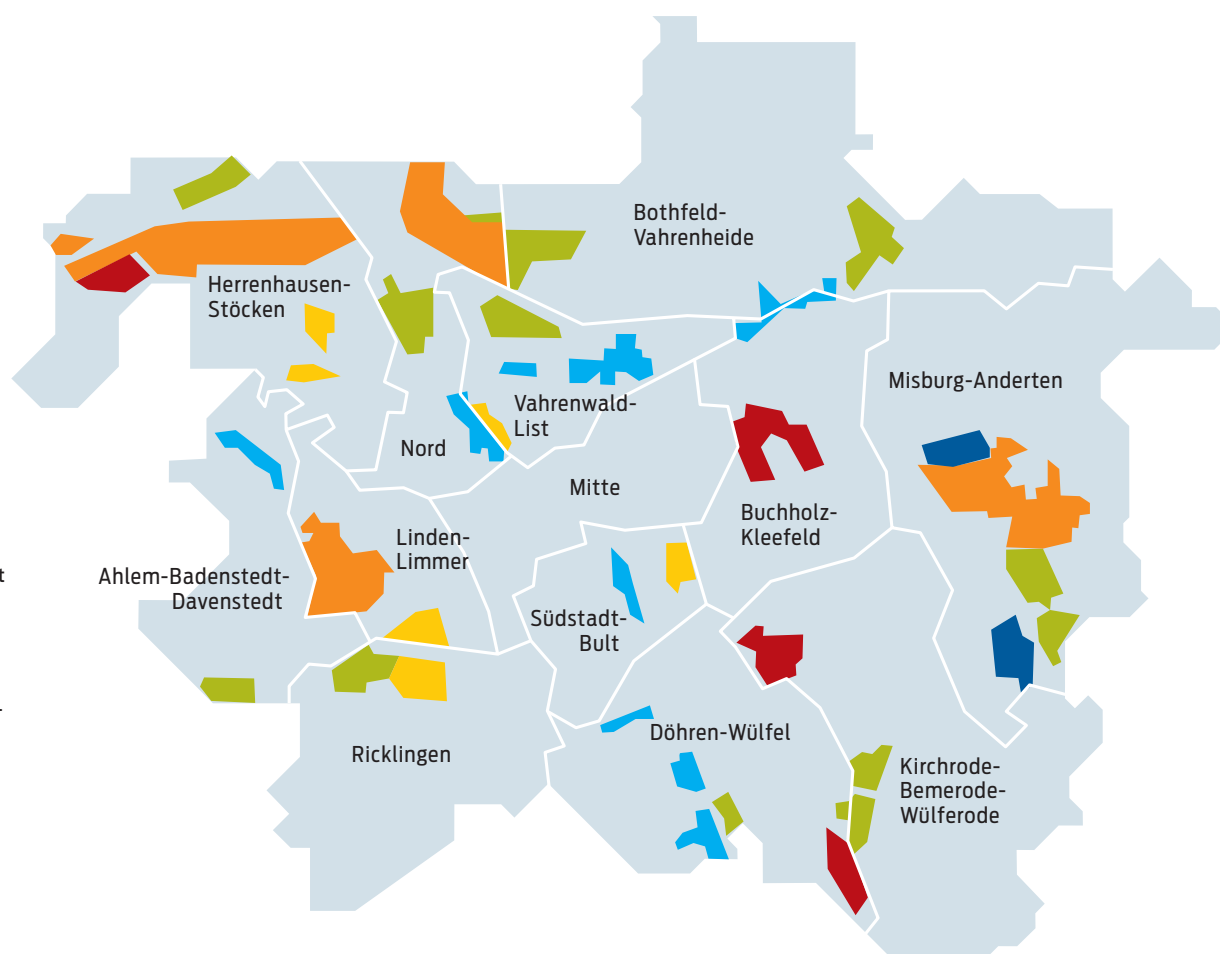 Bothfeld-
Vahrenheide
Herrenhausen-
Stöcken
Misburg-Anderten
Vahrenwald-
List
Nord
Mitte
Buchholz-
Kleefeld
Linden-
Limmer
Ahlem-Badenstedt-
Davenstedt
Südstadt-
Bult
Döhren-Wülfel
Ricklingen
Kirchrode-
Bemerode-
Wülferode